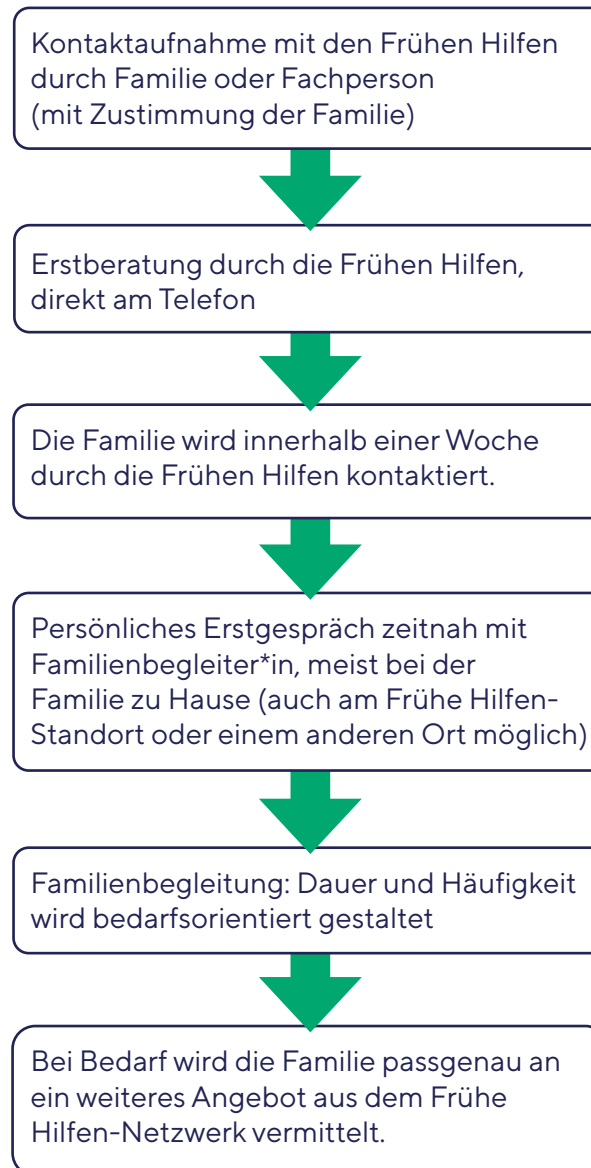 Kontaktaufnahme mit den Frühen Hilfen
durch Familie oder Fachperson
(mit Zustimmung der Familie)
Erstberatung durch die Frühen Hilfen,
direkt am Telefon
Die Familie wird innerhalb einer Woche
durch die Frühen Hilfen kontaktiert.
Persönliches Erstgespräch zeitnah mit
Familienbegleiter*in, meist bei der
Familie zu Hause (auch am Frühe Hilfen-
Standort oder einem anderen Ort möglich)
Familienbegleitung: Dauer und Häufigkeit
wird bedarfsorientiert gestaltet
Bei Bedarf wird die Familie passgenau an
ein weiteres Angebot aus dem Frühe
Hilfen-Netzwerk vermittelt.